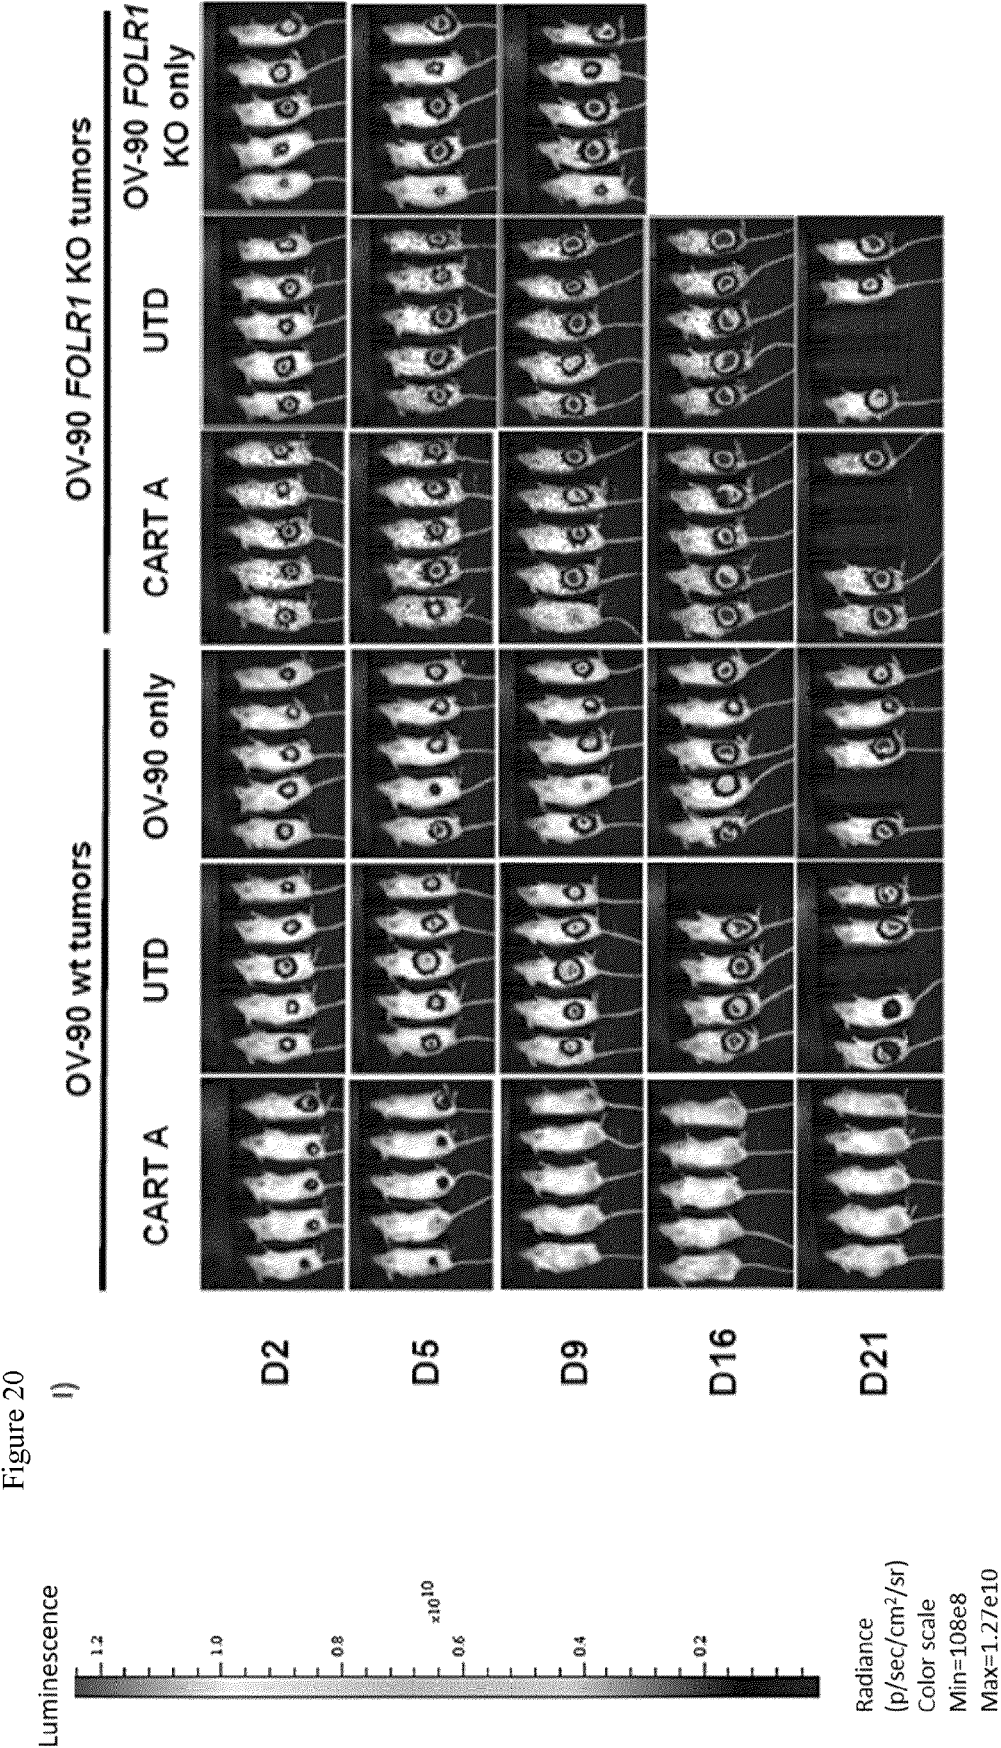 Figure 20
I)
OV-90 wt tumors
OV-90 FOLR1 KO tumors
CART A
UTD
OV-90 only
CART A
UTD
OV-90 FOLR1
KO only
D2
D5
D9
D16
D21
Luminescence
1.2
1.0
0.8
0.6
0.4
0.2
x10¹⁰
Radiance
(p/sec/cm²/sr)
Color scale
Min=108e8
Max=1.27e10